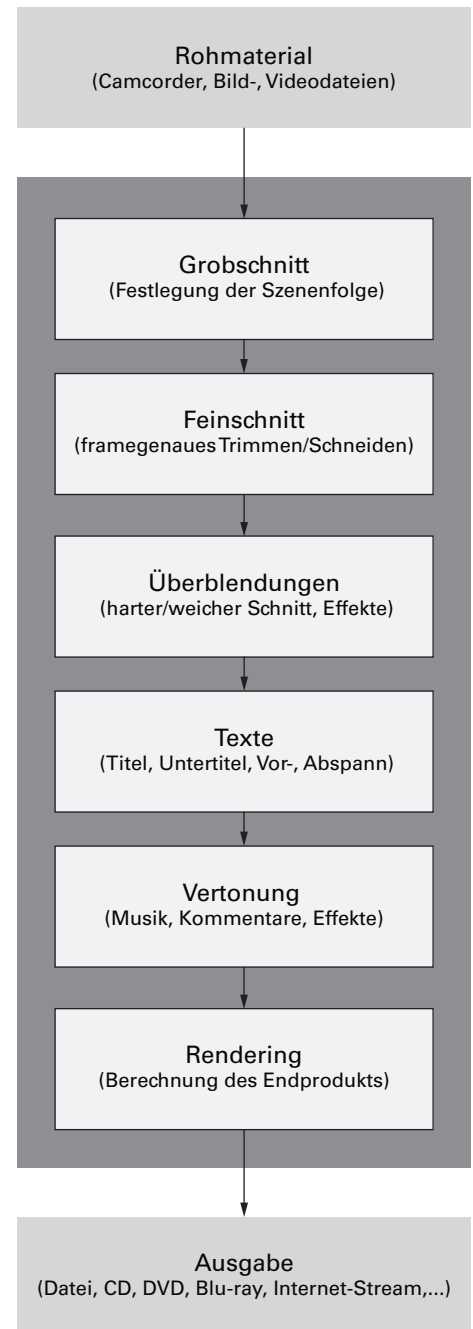 Rohmaterial
(Camcorder, Bild-, Videodateien)
Grobschnitt
(Festlegung der Szenenfolge)
Feinschnitt
(framegenaues Trimmen/Schneiden)
Überblendungen
(harter/weicher Schnitt, Effekte)
Texte
(Titel, Untertitel, Vor-, Abspann)
Vertonung
(Musik, Kommentare, Effekte)
Rendering
(Berechnung des Endprodukts)
Ausgabe
(Datei, CD, DVD, Blu-ray, Internet-Stream,...)